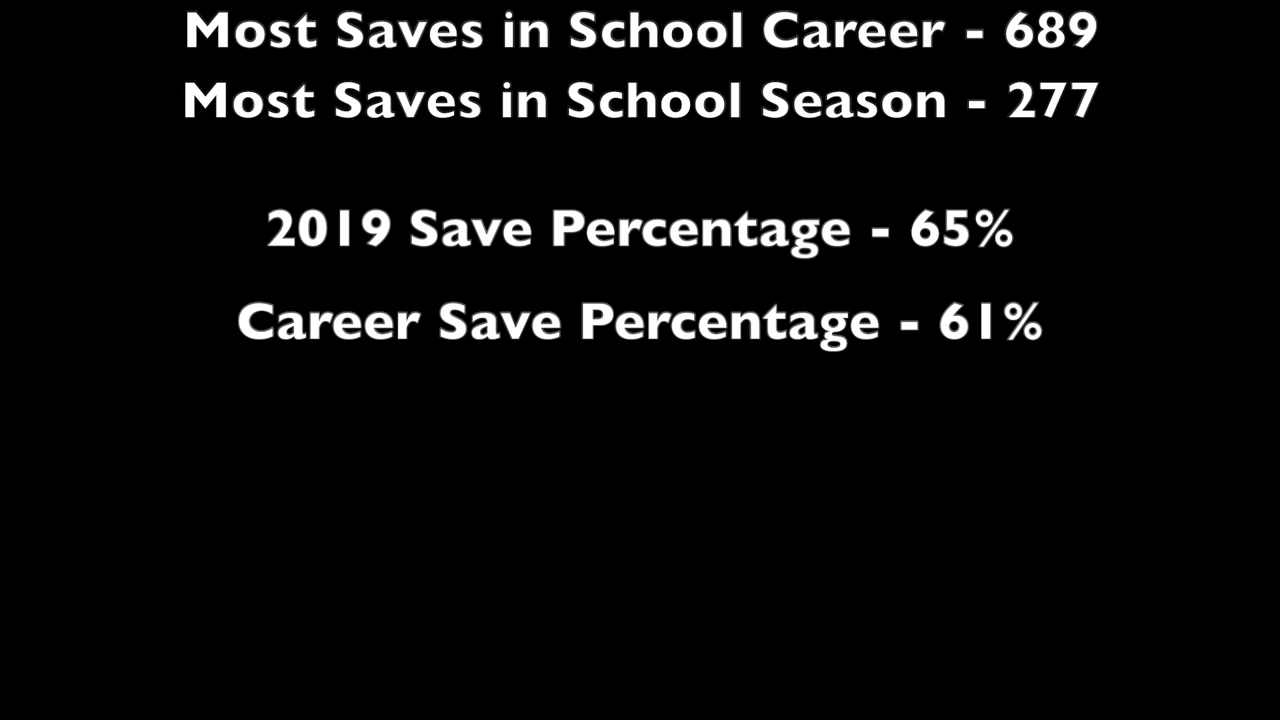 Most Saves in School Career - 689
Most Saves in School Season - 277
2019 Save Percentage - 65%
Career Save Percentage - 61%